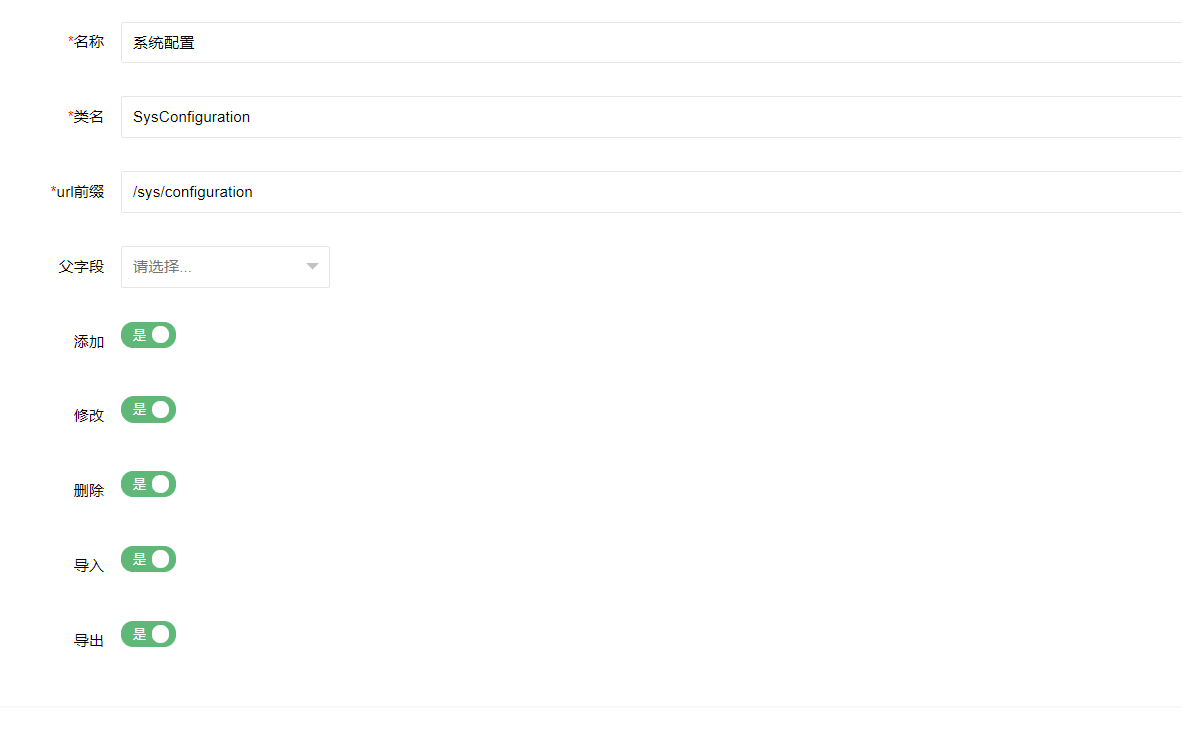 *名称 系统配置
*类名 SysConfiguration
*url前缀 /sys/configuration
父字段 请选择...
添加 是
修改 是
删除 是
导入 是
导出 是